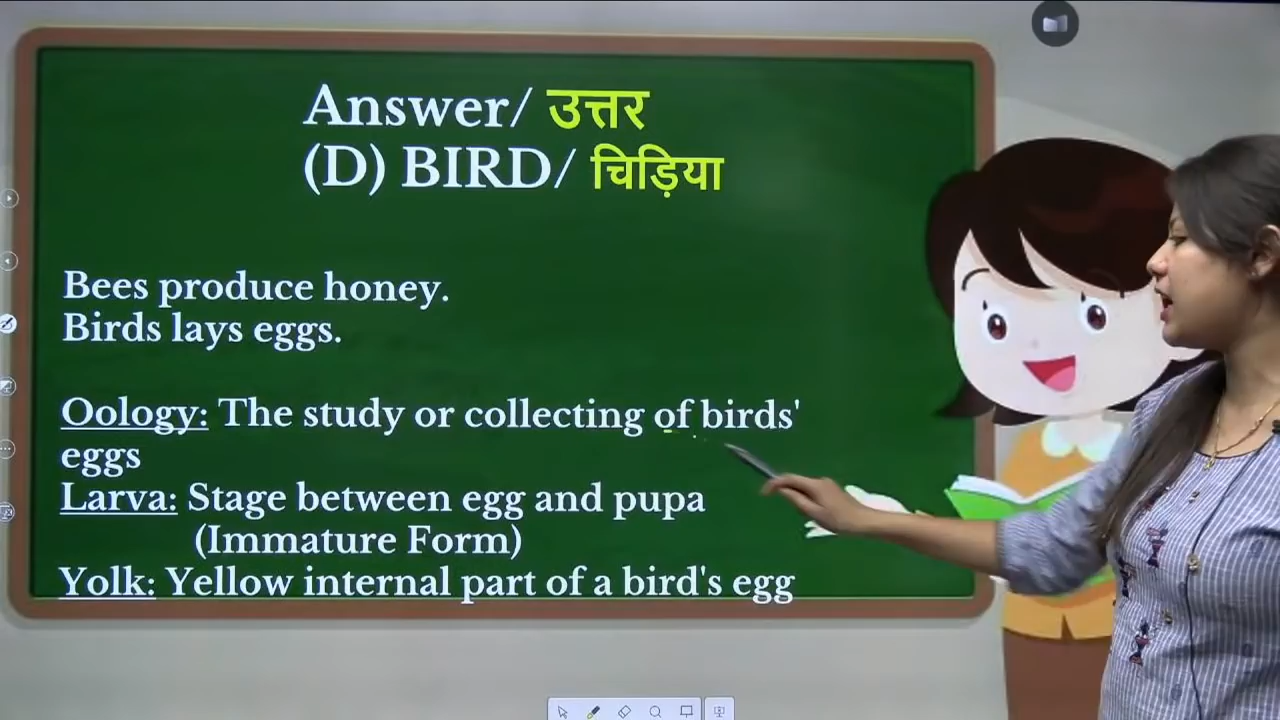 Answer/ उत्तर
(D) BIRD/ चिड़िया
Bees produce honey.
Birds lays eggs.
Oology: The study or collecting of birds'
eggs
Larva: Stage between egg and pupa
(Immature Form)
Yolk: Yellow internal part of a bird's egg